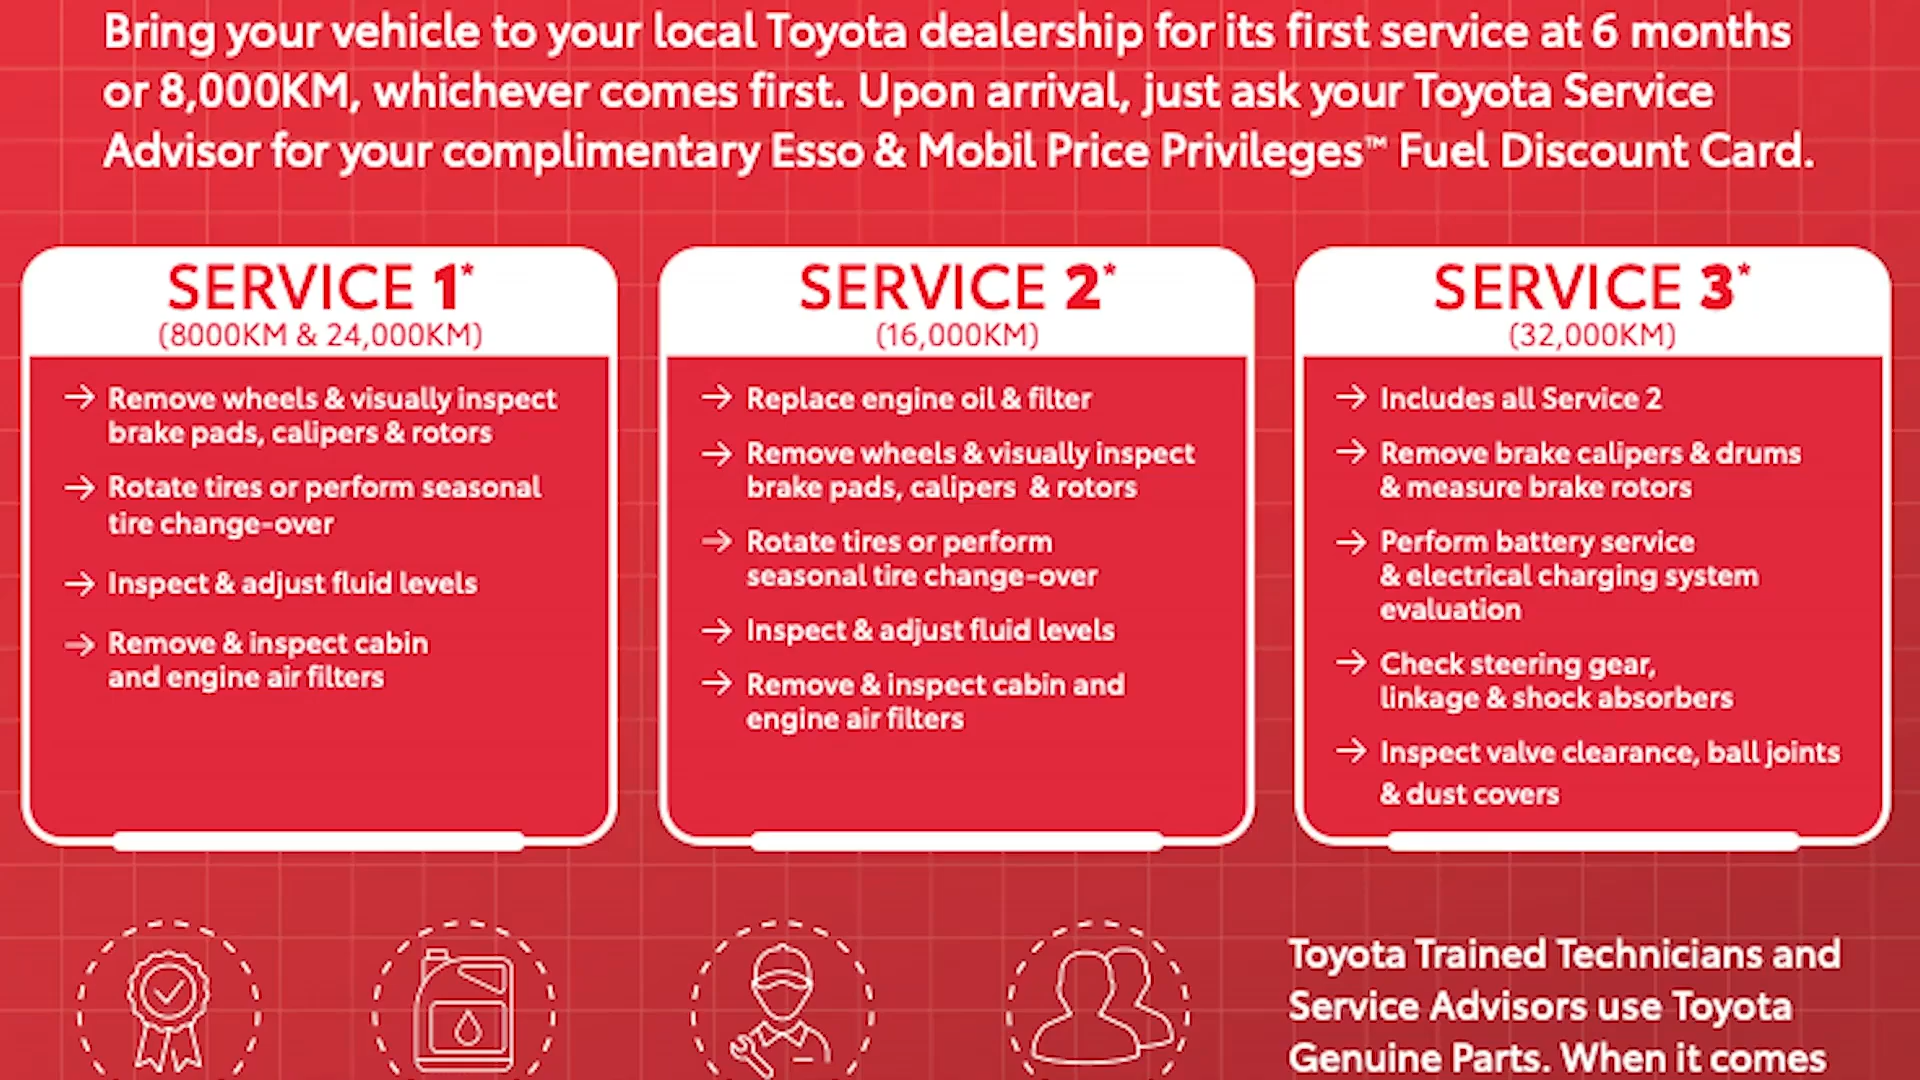 Bring your vehicle to your local Toyota dealership for its first service at 6 months
or 8,000KM, whichever comes first. Upon arrival, just ask your Toyota Service
Advisor for your complimentary Esso & Mobil Price Privileges™ Fuel Discount Card.
SERVICE 1*
(8000KM & 24,000KM)
→ Remove wheels & visually inspect
brake pads, calipers & rotors
→ Rotate tires or perform seasonal
tire change-over
→ Inspect & adjust fluid levels
→ Remove & inspect cabin
and engine air filters
SERVICE 2*
(16,000KM)
→ Replace engine oil & filter
→ Remove wheels & visually inspect
brake pads, calipers & rotors
→ Rotate tires or perform
seasonal tire change-over
→ Inspect & adjust fluid levels
→ Remove & inspect cabin and
engine air filters
SERVICE 3*
(32,000KM)
→ Includes all Service 2
→ Remove brake calipers & drums
& measure brake rotors
→ Perform battery service
& electrical charging system
evaluation
→ Check steering gear,
linkage & shock absorbers
→ Inspect valve clearance, ball joints
& dust covers
Toyota Trained Technicians and
Service Advisors use Toyota
Genuine Parts. When it comes